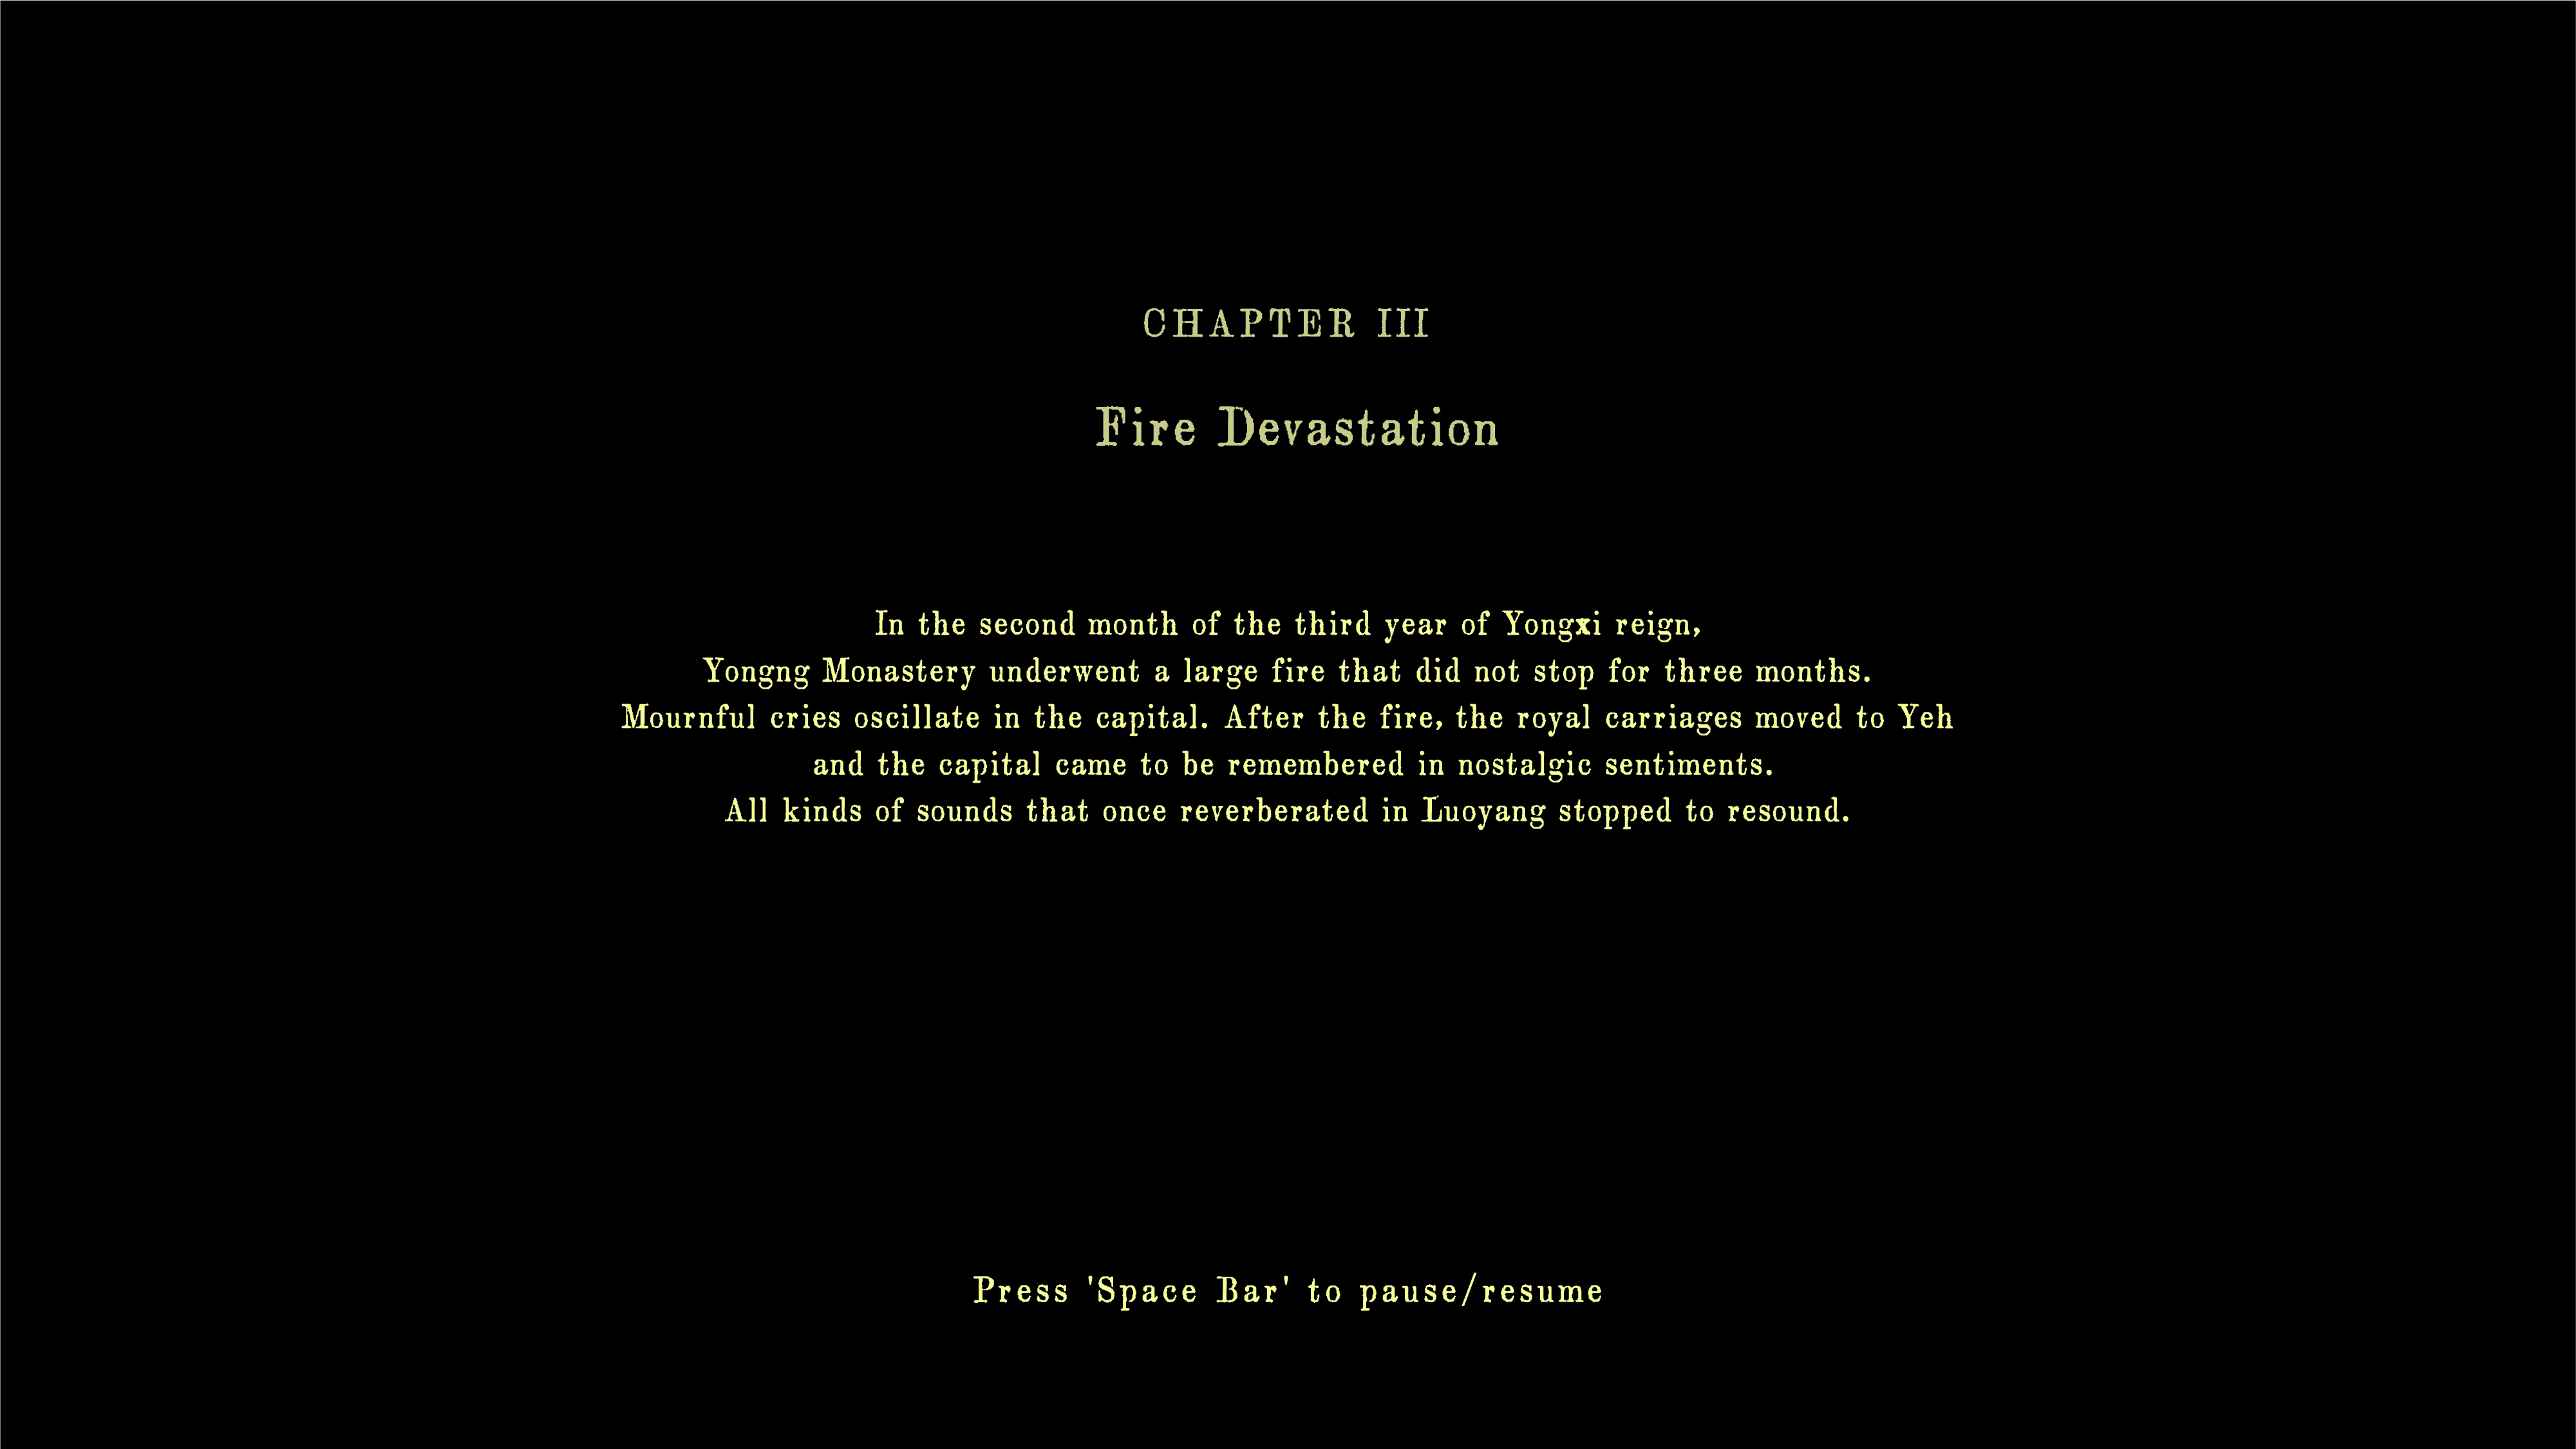 CHAPTER III
Fire Devastation
In the second month of the third year of Yongxi reign,
Yongng Monastery underwent a large fire that did not stop for three months.
Mournful cries oscillate in the capital. After the fire, the royal carriages moved to Yeh
and the capital came to be remembered in nostalgic sentiments.
All kinds of sounds that once reverberated in Luoyang stopped to resound.
Press 'Space Bar' to pause/resume